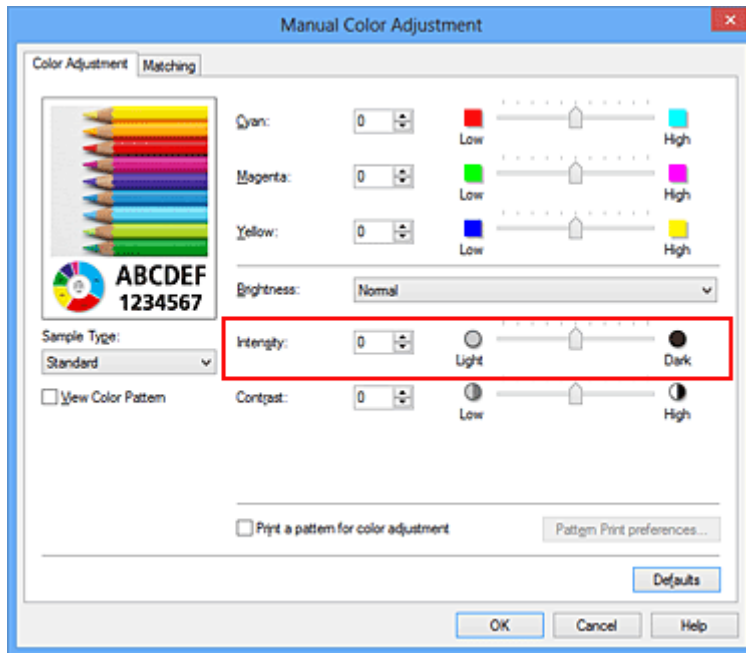 Manual Color Adjustment
Color Adjustment Matching
ABCDEF
1234567
Sample Type:
Standard
View Color Pattern
Cyan: 0 Low High
Magenta: 0 Low High
Yellow: 0 Low High
Brightness: Normal
Intensity: 0 Light Dark
Contrast: 0 Low High
Print a pattern for color adjustment Pattern Print preferences...
Defaults
OK Cancel Help